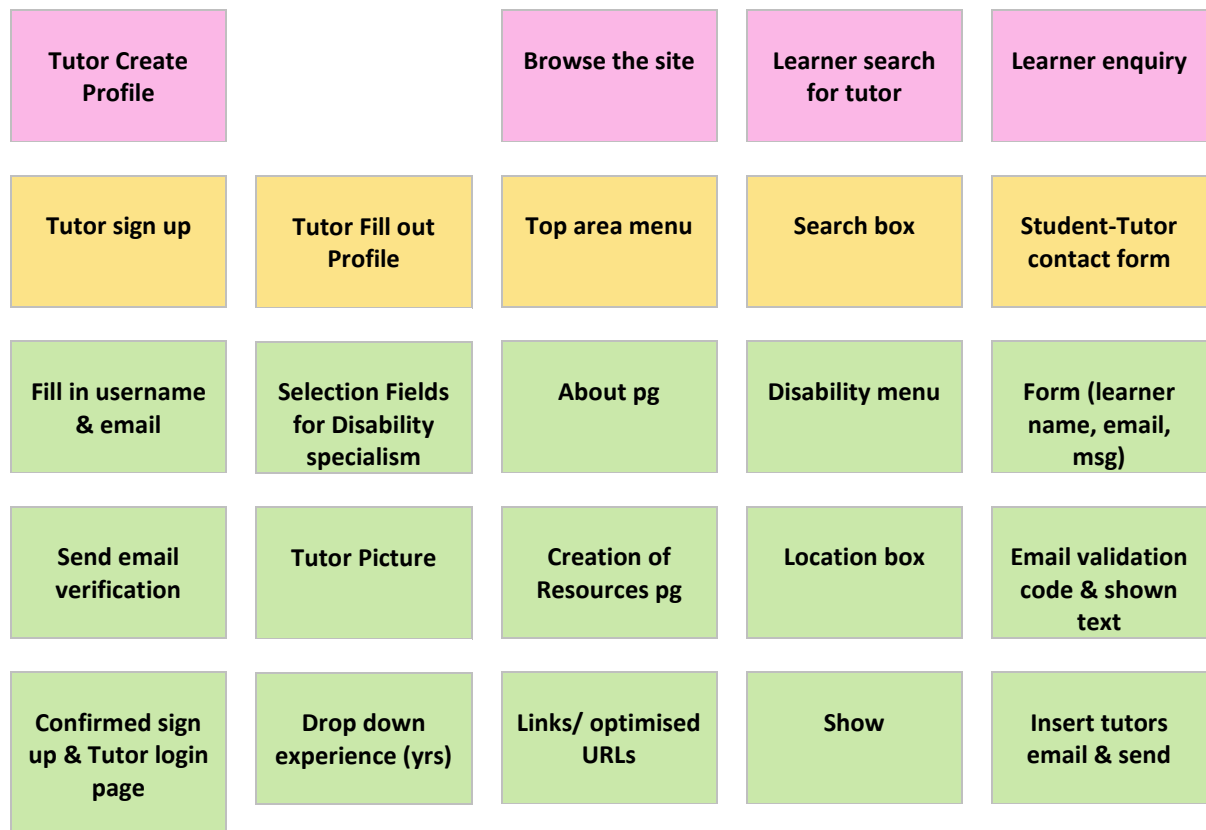 Tutor Create
Profile
Browse the site
Learner search
for tutor
Learner enquiry
Tutor sign up
Tutor Fill out
Profile
Top area menu
Search box
Student-Tutor
contact form
Fill in username
& email
Selection Fields
for Disability
specialism
About pg
Disability menu
Form (learner
name, email,
msg)
Send email
verification
Tutor Picture
Creation of
Resources pg
Location box
Email validation
code & shown
text
Confirmed sign
up & Tutor login
page
Drop down
experience (yrs)
Links/ optimised
URLs
Show
Insert tutors
email & send